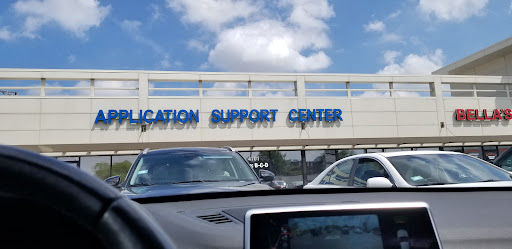 APPLICATION SUPPORT CENTER
BELLA'S